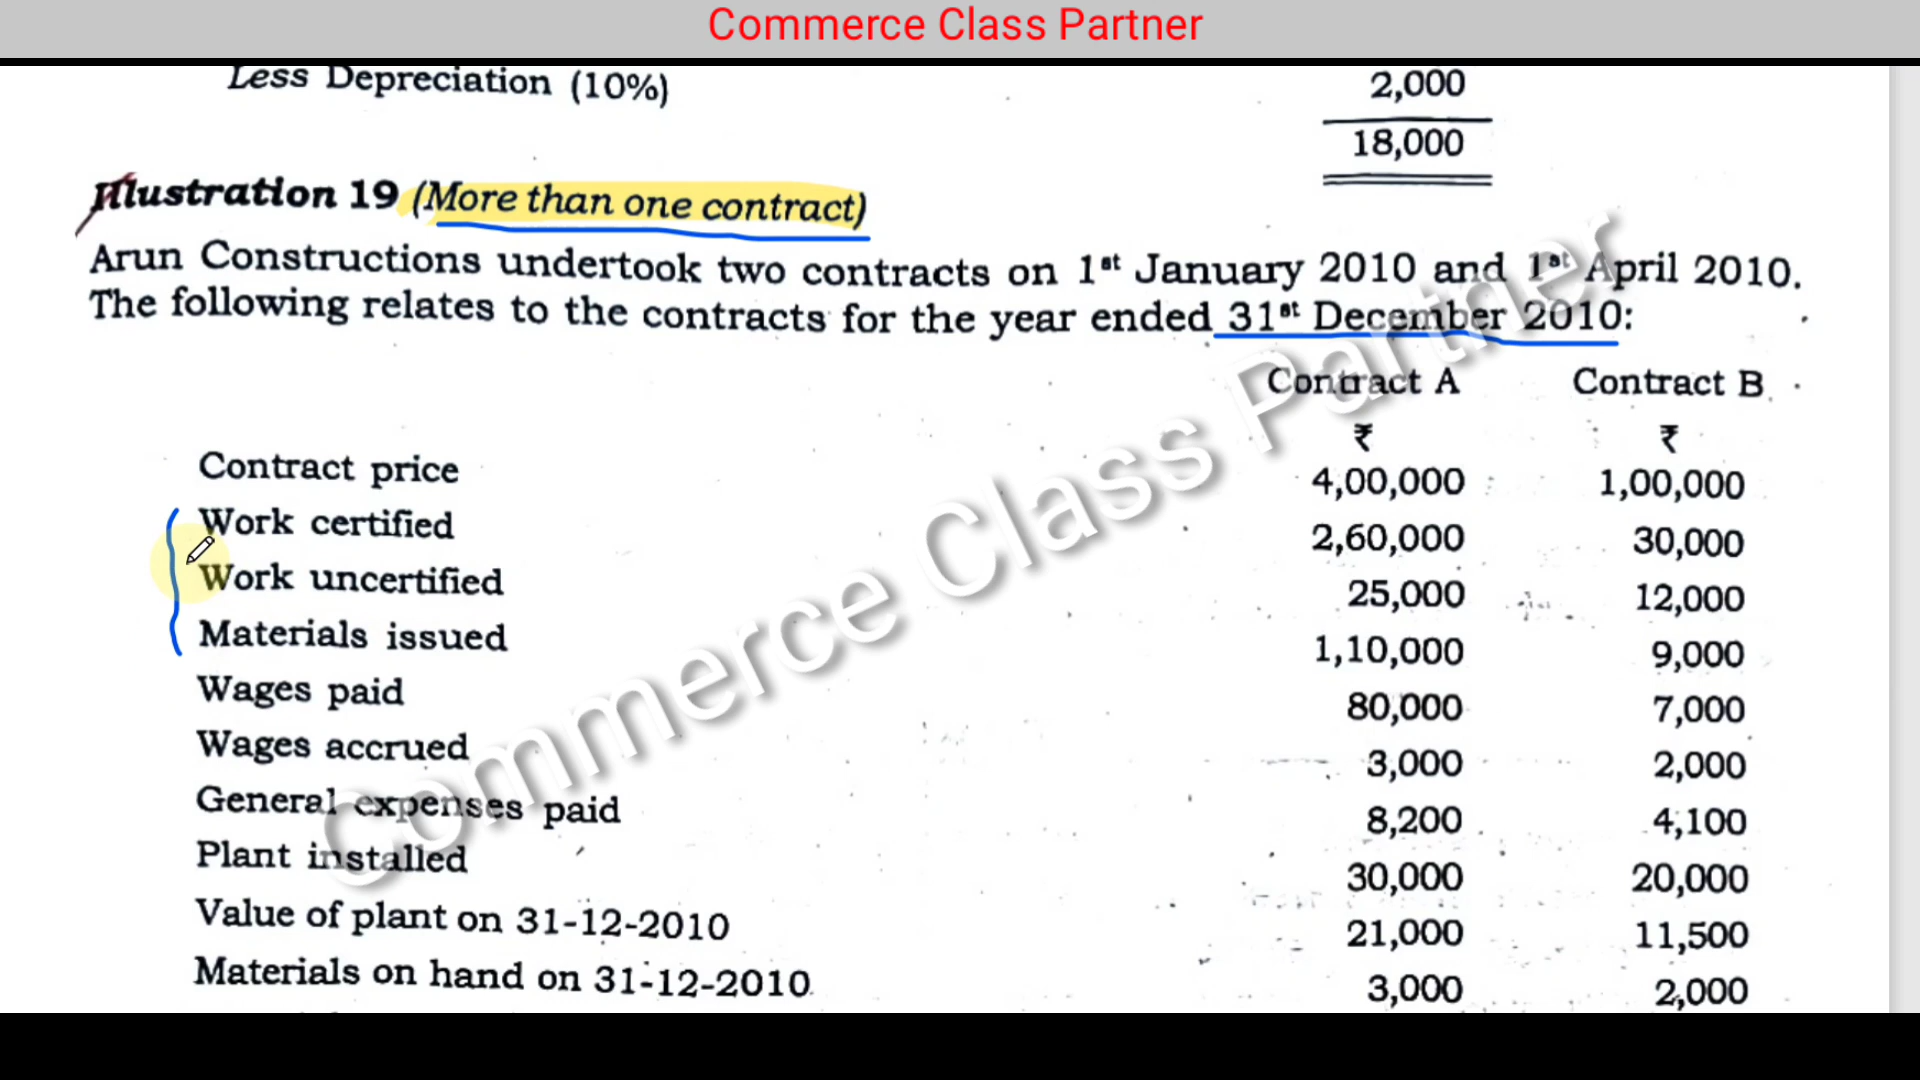 Commerce Class Partner
Less Depreciation (10%) 2,000
18,000
Illustration 19 (More than one contract)
Arun Constructions undertook two contracts on 1st January 2010 and 1st April 2010.
The following relates to the contracts for the year ended 31st December 2010:
Contract A Contract B
₹ ₹
Contract price 4,00,000 1,00,000
Work certified 2,60,000 30,000
Work uncertified 25,000 12,000
Materials issued 1,10,000 9,000
Wages paid 80,000 7,000
Wages accrued 3,000 2,000
General expenses paid 8,200 4,100
Plant installed 30,000 20,000
Value of plant on 31-12-2010 21,000 11,500
Materials on hand on 31-12-2010 3,000 2,000
Commerce Class Partner